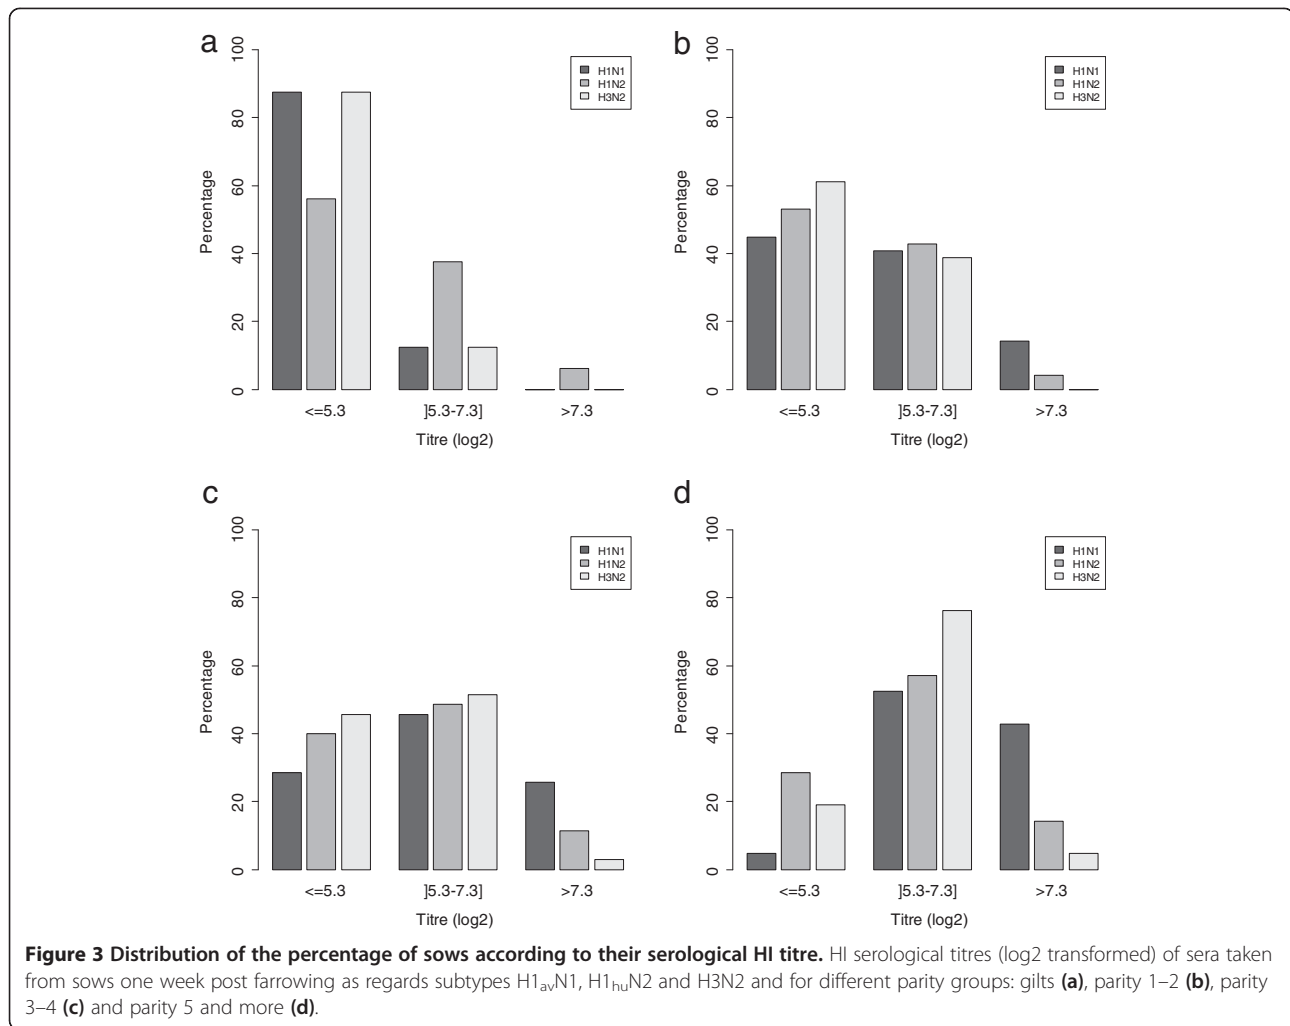 a
100
80
60
40
20
0
Percentage
H1N1
H1N2
H3N2
<=5.3 ]5.3-7.3] >7.3
Titre (log2)
b
100
80
60
40
20
0
Percentage
H1N1
H1N2
H3N2
<=5.3 ]5.3-7.3] >7.3
Titre (log2)
c
100
80
60
40
20
0
Percentage
H1N1
H1N2
H3N2
<=5.3 ]5.3-7.3] >7.3
Titre (log2)
d
100
80
60
40
20
0
Percentage
H1N1
H1N2
H3N2
<=5.3 ]5.3-7.3] >7.3
Titre (log2)
Figure 3 Distribution of the percentage of sows according to their serological HI titre. HI serological titres (log2 transformed) of sera taken
from sows one week post farrowing as regards subtypes H1avN1, H1huN2 and H3N2 and for different parity groups: gilts (a), parity 1–2 (b), parity
3–4 (c) and parity 5 and more (d).